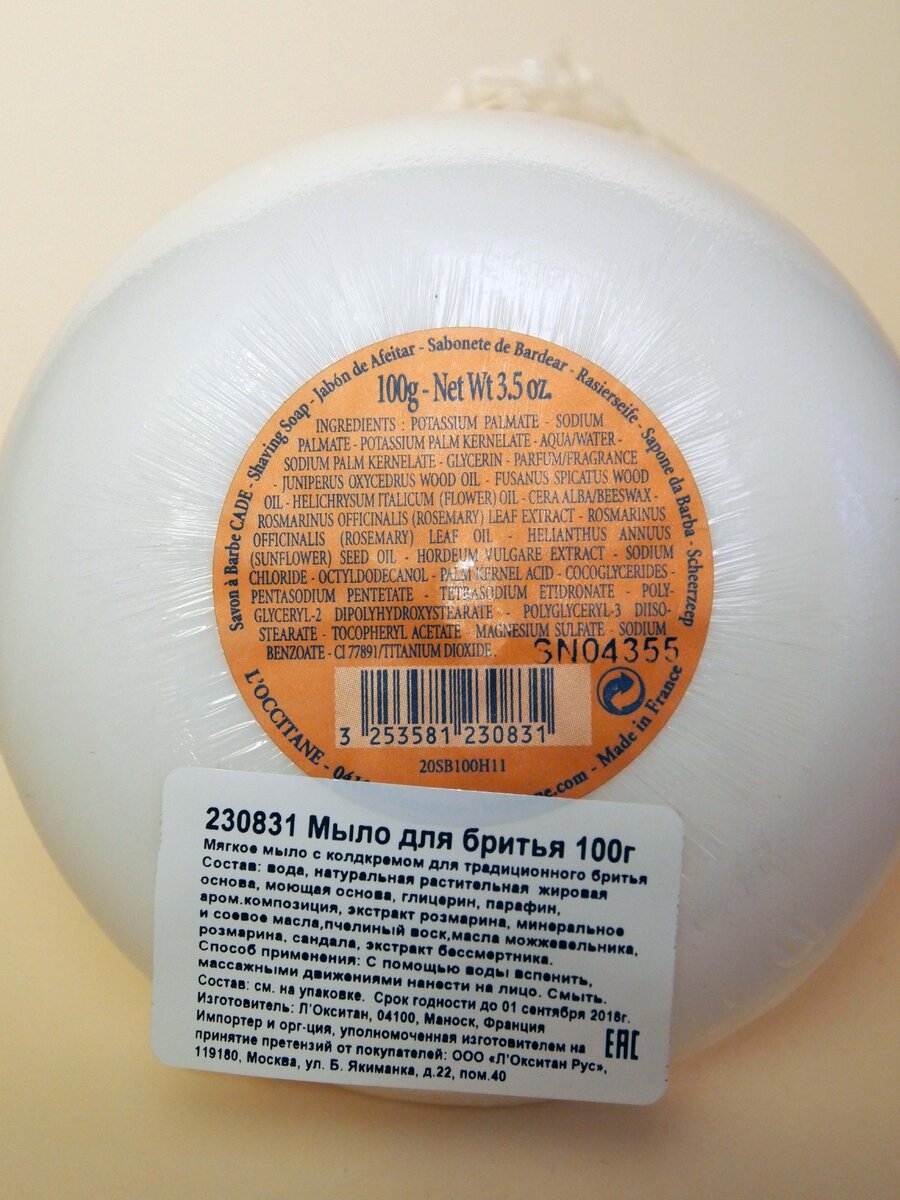 Savon à Barbe CADE - Shaving Soap - Jabón de Afeitar - Sabonete de Bardear - Rasierseife - Sapone da Barba - Scheerzeep
100g - Net Wt 3.5 oz.
INGREDIENTS : POTASSIUM PALMATE - SODIUM
PALMATE - POTASSIUM PALM KERNELATE - AQUA/WATER -
SODIUM PALM KERNELATE - GLYCERIN - PARFUM/FRAGRANCE
- JUNIPERUS OXYCEDRUS WOOD OIL - FUSANUS SPICATUS WOOD
OIL - HELICHRYSUM ITALICUM (FLOWER) OIL - CERA ALBA/BEESWAX -
ROSMARINUS OFFICINALIS (ROSEMARY) LEAF EXTRACT - ROSMARINUS
OFFICINALIS (ROSEMARY) LEAF OIL - HELIANTHUS ANNUUS
(SUNFLOWER) SEED OIL - HORDEUM VULGARE EXTRACT - SODIUM
CHLORIDE - OCTYLDODECANOL - PALM KERNEL ACID - COCOGLYCERIDES -
PENTASODIUM PENTETATE - TETRASODIUM ETIDRONATE - POLY-
GLYCERYL-2 DIPOLYHYDROXYSTEARATE - POLYGLYCERYL-3 DIISO-
STEARATE - TOCOPHERYL ACETATE MAGNESIUM SULFATE - SODIUM
BENZOATE - CI 77891/TITANIUM DIOXIDE.
SN04355
3 253581 230831
20SB100H11
L'OCCITANE - ne.com - Made in France
230831 Мыло для бритья 100г
Мягкое мыло с колдкремом для традиционного бритья
Состав: вода, натуральная растительная жировая
основа, моющая основа, глицерин, парафин,
аром.композиция, экстракт розмарина, минеральное
и соевое масла,пчелиный воск,масла можжевельника,
розмарина, сандала, экстракт бессмертника.
Способ применения: С помощью воды вспенить,
массажными движениями нанести на лицо. Смыть.
Состав: см. на упаковке. Срок годности до 01 сентября 2018г.
Изготовитель: Л'Окситан, 04100, Маноск, Франция
Импортер и орг-ция, уполномоченная изготовителем на
принятие претензий от покупателей: ООО «Л'Окситан Рус»,
119180, Москва, ул. Б. Якиманка, д.22, пом.40
EAC